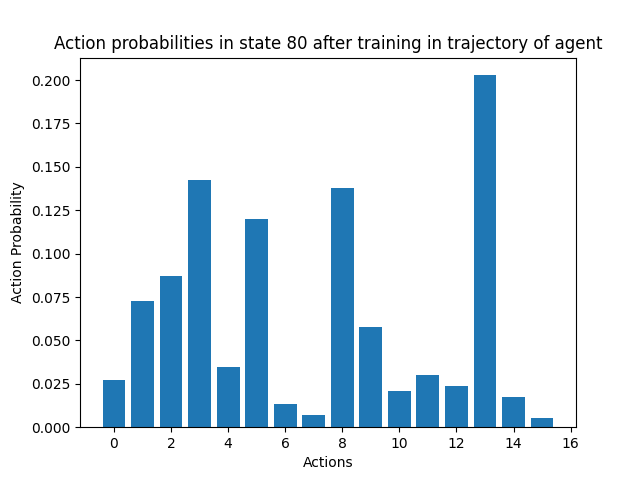 Action probabilities in state 80 after training in trajectory of agent
0.200
0.175
0.150
0.125
0.100
0.075
0.050
0.025
0.000
Action Probability
0 2 4 6 8 10 12 14 16
Actions